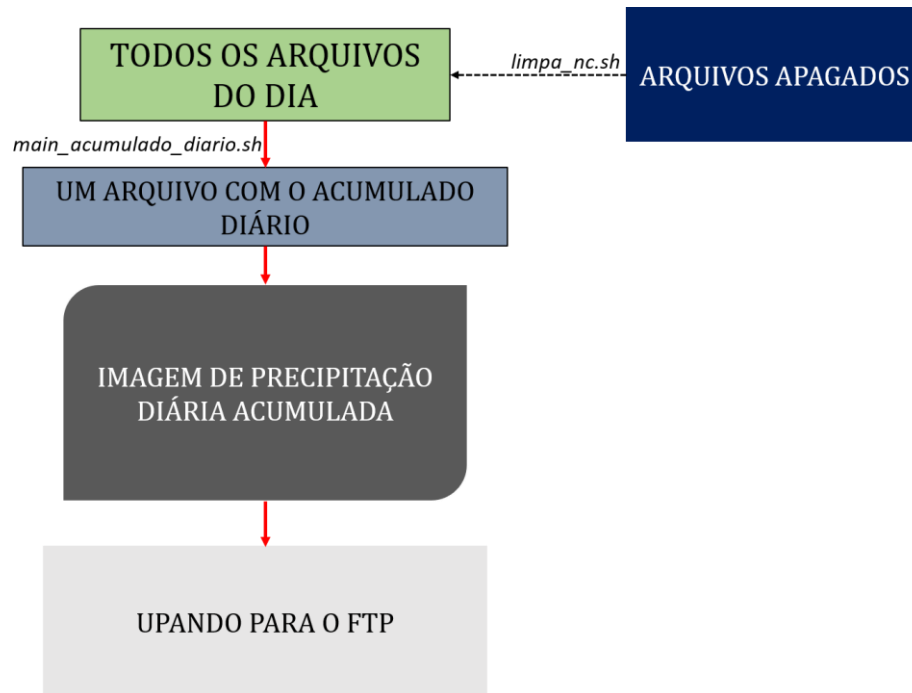 TODOS OS ARQUIVOS
DO DIA
limpa_nc.sh
ARQUIVOS APAGADOS
main_acumulado_diario.sh
UM ARQUIVO COM O ACUMULADO
DIÁRIO
IMAGEM DE PRECIPITAÇÃO
DIÁRIA ACUMULADA
UPANDO PARA O FTP